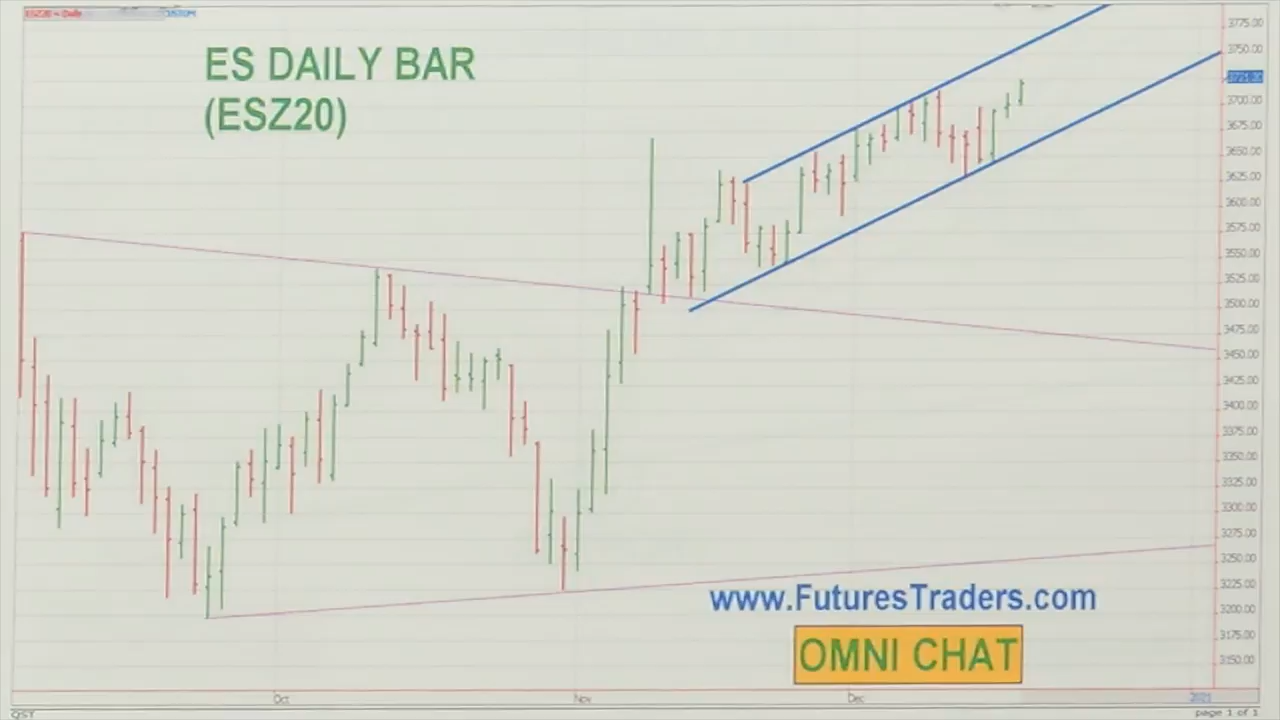 ESZ20 - Daily
ES DAILY BAR
(ESZ20)
3775.00
3750.00
3700.00
3675.00
3650.00
3625.00
3600.00
3575.00
3550.00
3525.00
3500.00
3475.00
3450.00
3425.00
3400.00
3375.00
3350.00
3325.00
3300.00
3275.00
3250.00
3225.00
3200.00
3175.00
3150.00
www.FuturesTraders.com
OMNI CHAT
Oct
Nov
Dec
2021
QST
page 1 of 1